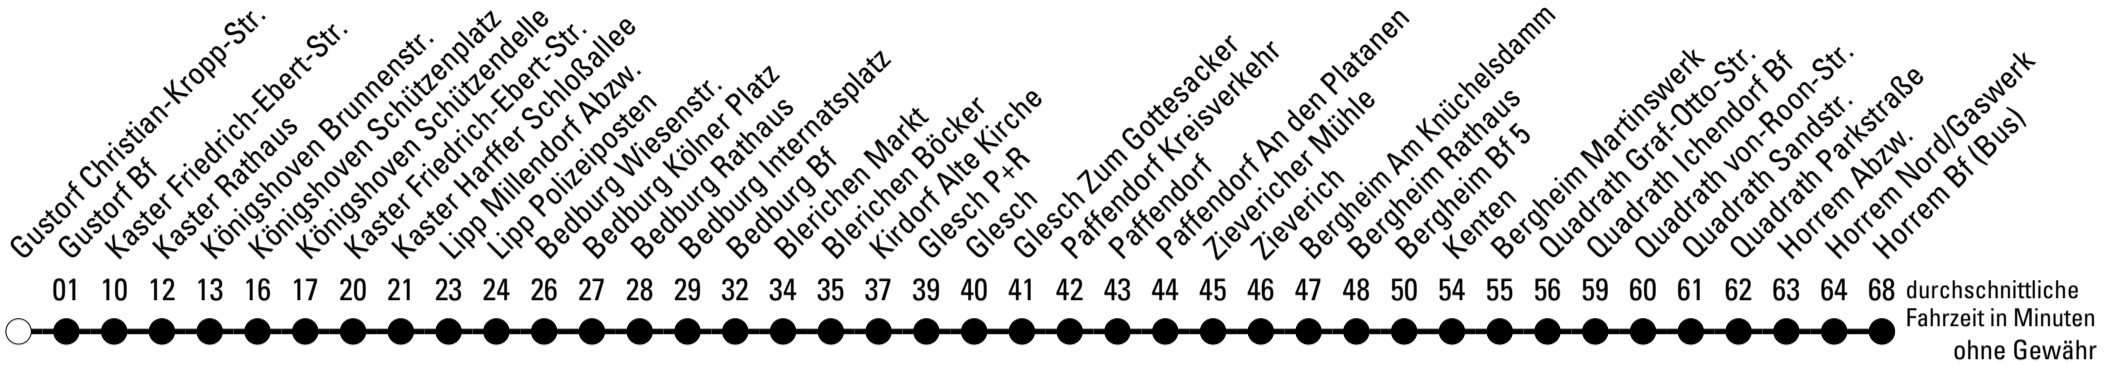 Gustorf Christian-Kropp-Str.
Gustorf Bf
Kaster Friedrich-Ebert-Str.
Kaster Rathaus
Königshoven Brunnenstr.
Königshoven Schützenplatz
Königshoven Schützendelle
Kaster Friedrich-Ebert-Str.
Kaster Harffer Schloßallee
Lipp Millendorf Abzw.
Lipp Polizeiposten
Bedburg Wiesenstr.
Bedburg Kölner Platz
Bedburg Rathaus
Bedburg Internatsplatz
Bedburg Bf
Blerichen Markt
Blerichen Böcker
Kirdorf Alte Kirche
Glesch P+R
Glesch
Glesch Zum Gottesacker
Paffendorf Kreisverkehr
Paffendorf
Paffendorf An den Platanen
Zievericher Mühle
Zieverich
Bergheim Am Knüchelsdamm
Bergheim Rathaus
Bergheim Bf 5
Kenten
Bergheim Martinswerk
Quadrath Graf-Otto-Str.
Quadrath Ichendorf Bf
Quadrath von-Roon-Str.
Quadrath Sandstr.
Quadrath Parkstraße
Horrem Abzw.
Horrem Nord/Gaswerk
Horrem Bf (Bus)
01 10 12 13 16 17 20 21 23 24 26 27 28 29 32 34 35 37 39 40 41 42 43 44 45 46 47 48 50 54 55 56 59 60 61 62 63 64 68 durchschnittliche
Fahrzeit in Minuten
ohne Gewähr